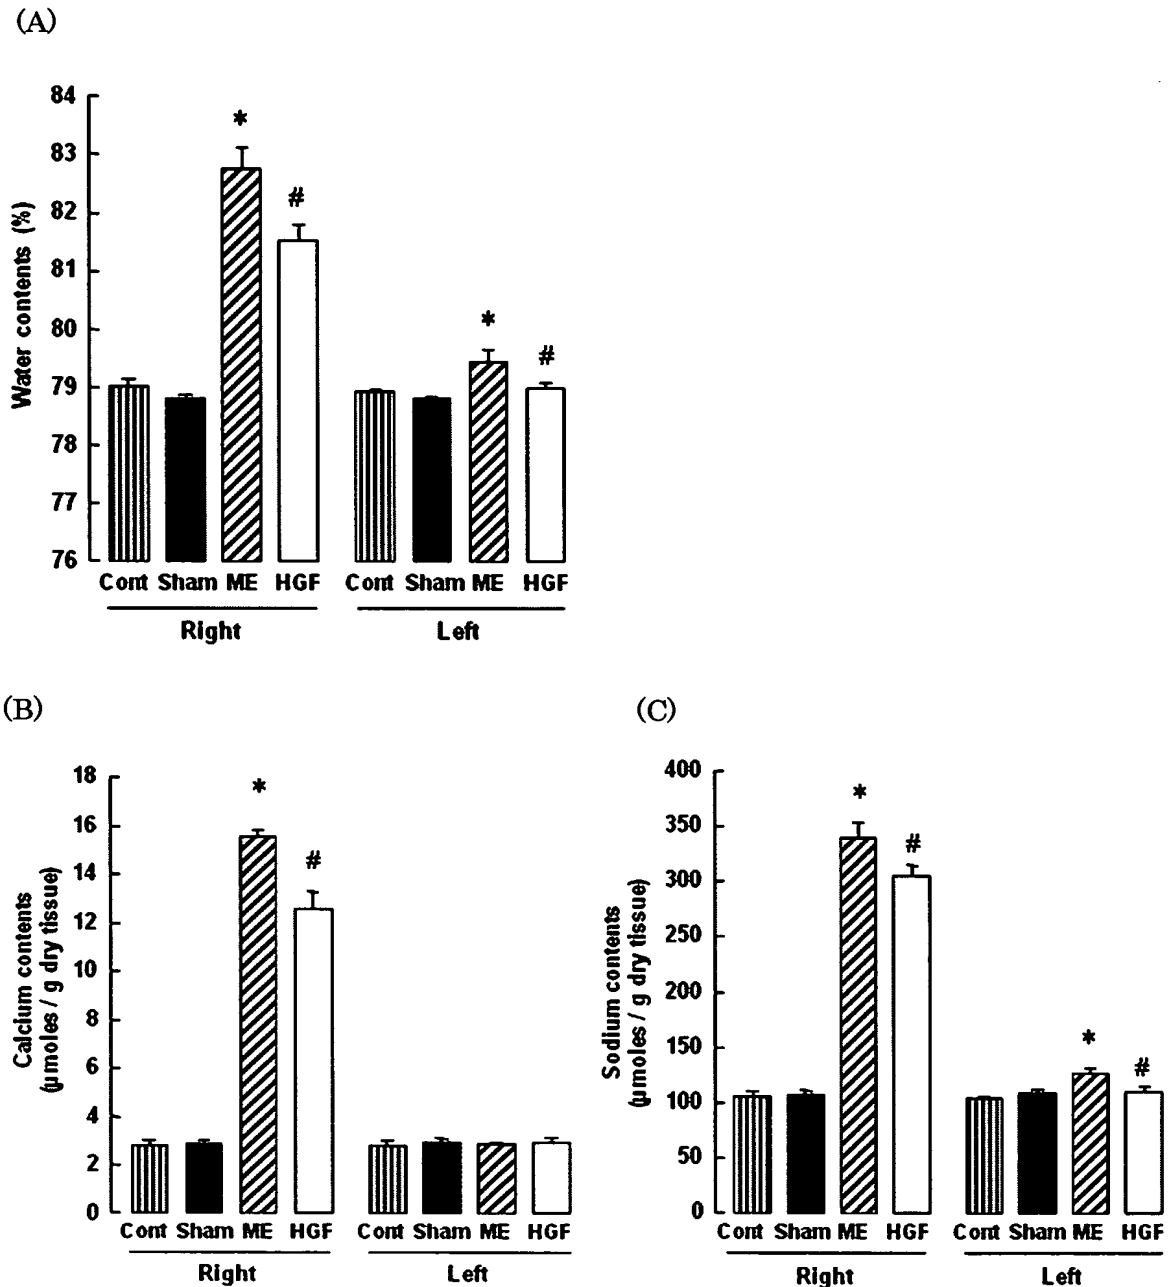 (A)
84
83
82
81
80
79
78
77
76
Water contents (%)
*
#
*
#
Cont Sham ME HGF Cont Sham ME HGF
Right Left
(B)
18
16
14
12
10
8
6
4
2
0
Calcium contents
(μmoles / g dry tissue)
*
#
Cont Sham ME HGF Cont Sham ME HGF
Right Left
(C)
400
350
300
250
200
150
100
50
0
Sodium contents
(μmoles / g dry tissue)
*
#
*
#
Cont Sham ME HGF Cont Sham ME HGF
Right Left